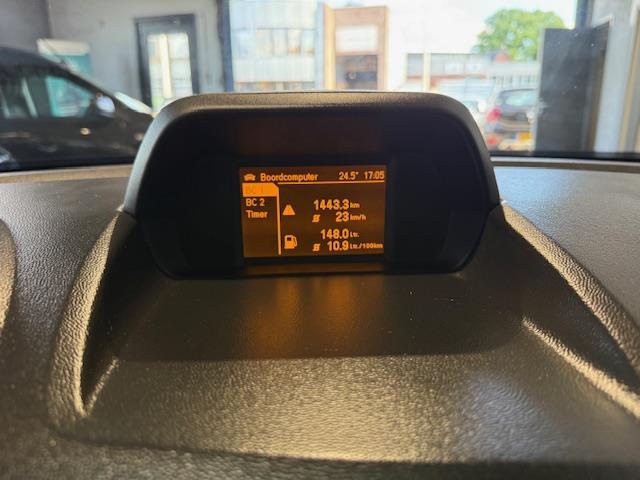 Boordcomputer 24.5° 17:05
BC 1
BC 2
Timer
1443.3 km
Ø 23 km/h
148.0 Ltr.
Ø 10.9 Ltr./100km